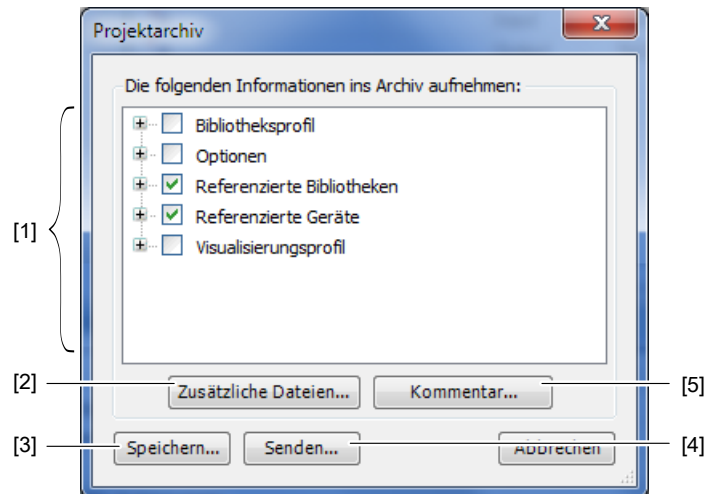 Projektarchiv
Die folgenden Informationen ins Archiv aufnehmen:
[1]
Bibliotheksprofil
Optionen
Referenzierte Bibliotheken
Referenzierte Geräte
Visualisierungsprofil
[2] Zusätzliche Dateien... Kommentar... [5]
[3] Speichern... Senden... [4] Abbrechen